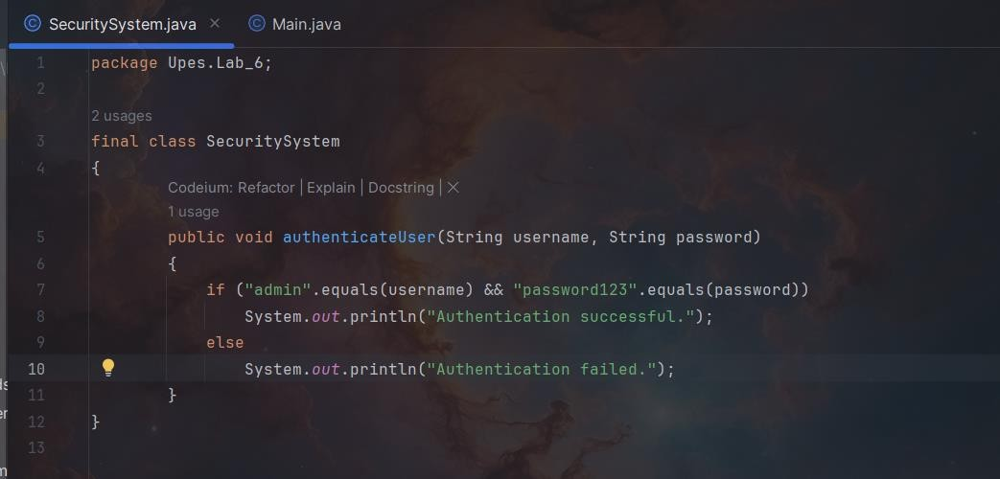 SecuritySystem.java × Main.java
1 package Upes.Lab_6;
2
2 usages
3 final class SecuritySystem
4 {
Codeium: Refactor | Explain | Docstring | ×
1 usage
5 public void authenticateUser(String username, String password)
6 {
7 if ("admin".equals(username) && "password123".equals(password))
8 System.out.println("Authentication successful.");
9 else
10 System.out.println("Authentication failed.");
11 }
12 }
13